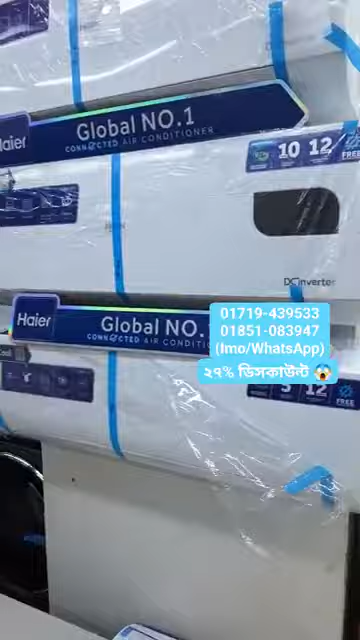 Haier
Global NO.1
CONNECTED AIR CONDITIONER
10 12 FREE
DC inverter
Haier
Global NO.
CONNECTED AIR CONDITIO
01719-439533
01851-083947
(Imo/WhatsApp)
২৭% ডিসকাউন্ট 😱
12 FREE